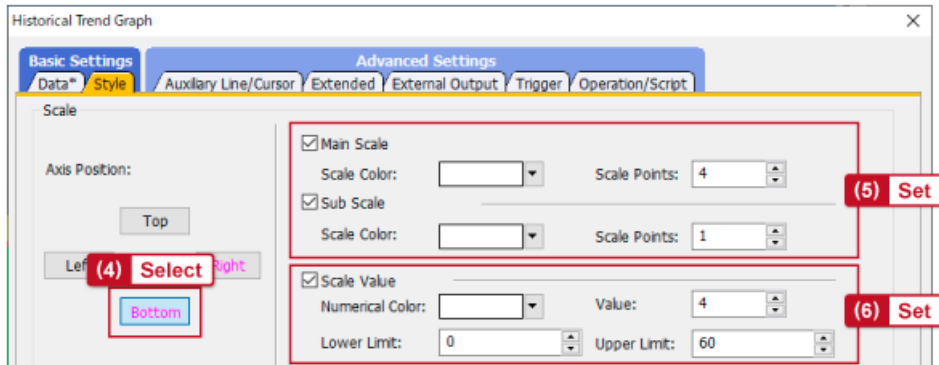 Historical Trend Graph
Basic Settings
Advanced Settings
Data* Style Auxiliary Line/Cursor Extended External Output Trigger Operation/Script
Scale
Main Scale
Axis Position:
Scale Color: Scale Points: 4
(5) Set
Sub Scale
Top
Scale Color: Scale Points: 1
(4) Select Right
Scale Value
Bottom
Numerical Color: Value: 4
(6) Set
Lower Limit: 0 Upper Limit: 60